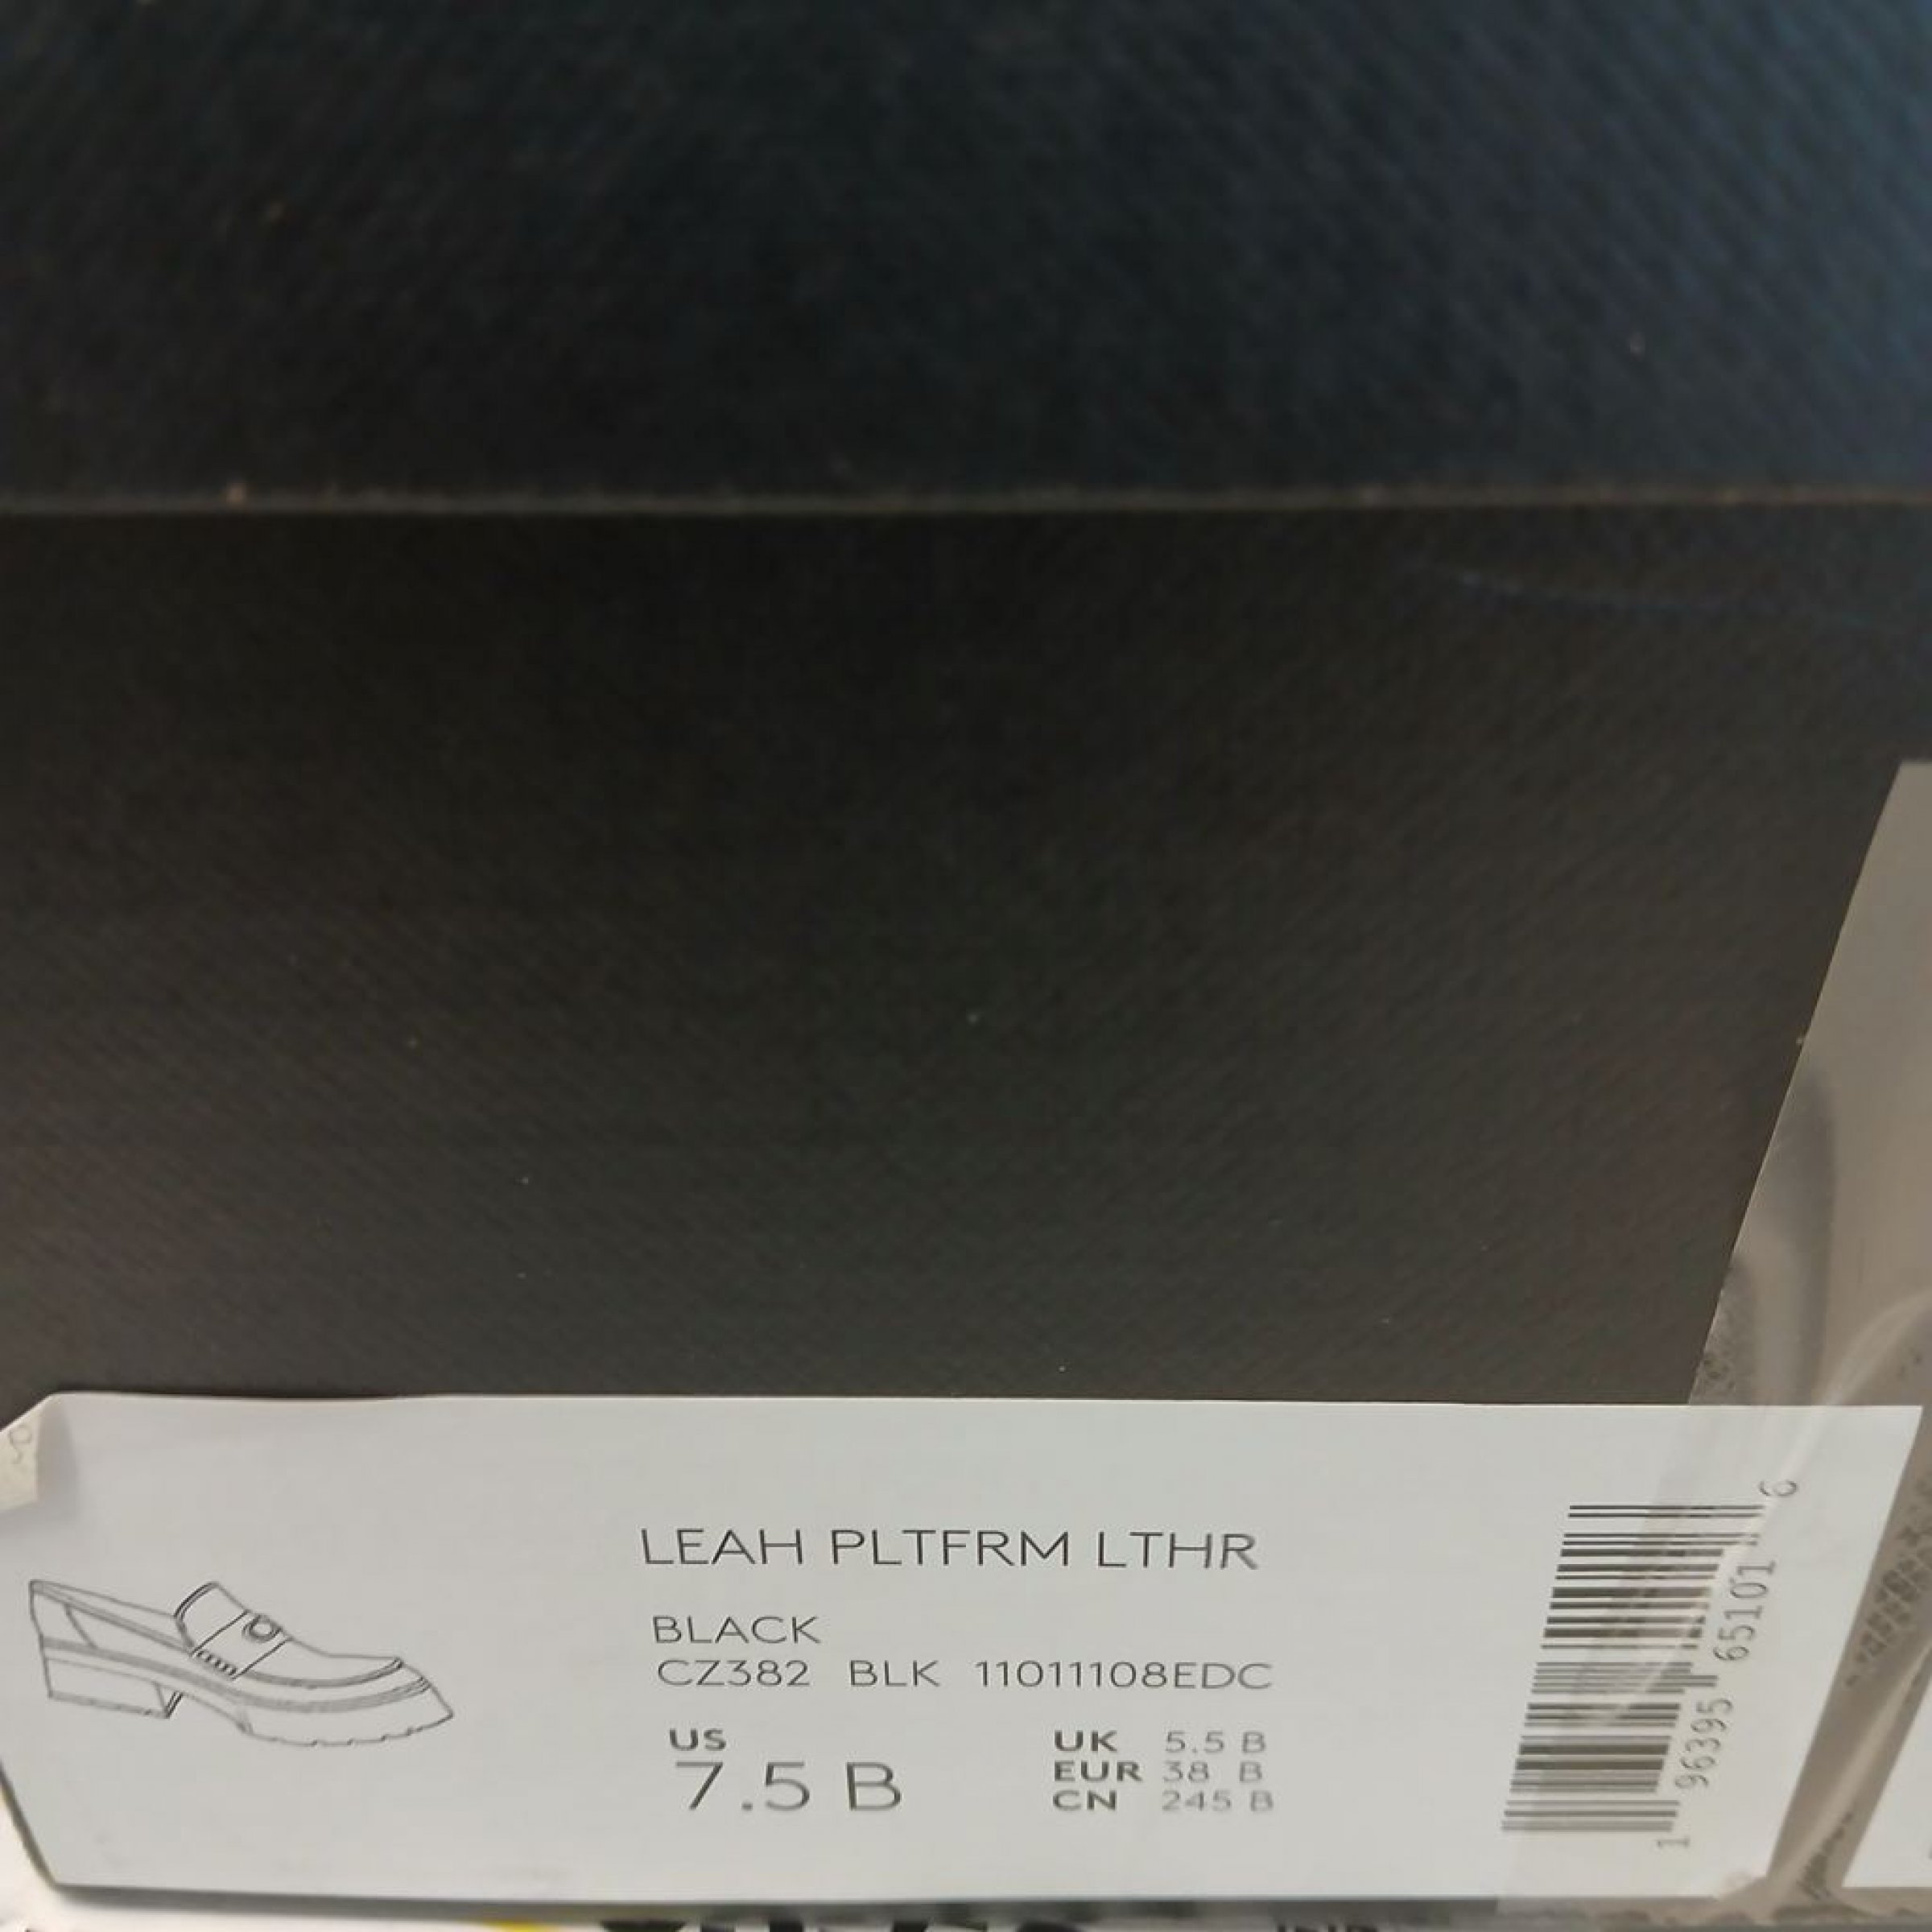 LEAH PLTFRM LTHR
BLACK
CZ382 BLK 11011108EDC
US
7.5 B
UK 5.5 B
EUR 38 B
CN 245 B
1 96395 65101 6